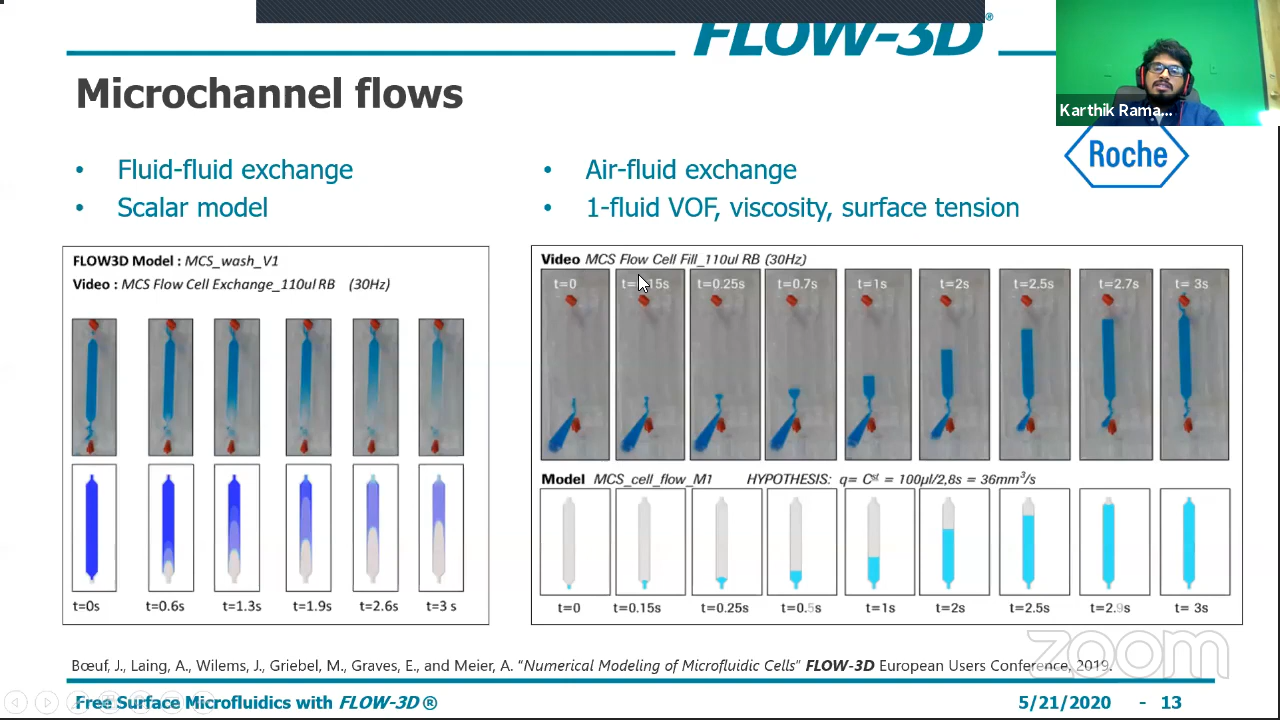 FLOW-3D®
Microchannel flows
Karthik Rama...
Roche
• Fluid-fluid exchange
• Scalar model
• Air-fluid exchange
• 1-fluid VOF, viscosity, surface tension
FLOW3D Model : MCS_wash_V1
Video : MCS Flow Cell Exchange_110ul RB (30Hz)
t=0s t=0.6s t=1.3s t=1.9s t=2.6s t=3 s
Video MCS Flow Cell Fill_110ul RB (30Hz)
t=0 t=0.15s t=0.25s t=0.7s t=1s t=2s t=2.5s t=2.7s t= 3s
Model MCS_cell_flow_M1 HYPOTHESIS: q= Cˢᵗ = 100µl/2,8s = 36mm³/s
t=0 t=0.15s t=0.25s t=0.5s t=1s t=2s t=2.5s t=2.9s t= 3s
zoom
Bœuf, J., Laing, A., Wilems, J., Griebel, M., Graves, E., and Meier, A. "Numerical Modeling of Microfluidic Cells" FLOW-3D European Users Conference, 2019.
Free Surface Microfluidics with FLOW-3D ® 5/21/2020 - 13